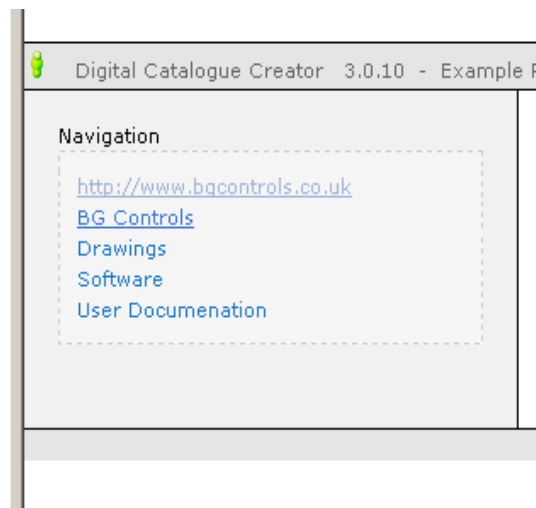 Digital Catalogue Creator 3.0.10 - Example
Navigation
http://www.bgcontrols.co.uk
BG Controls
Drawings
Software
User Documenation